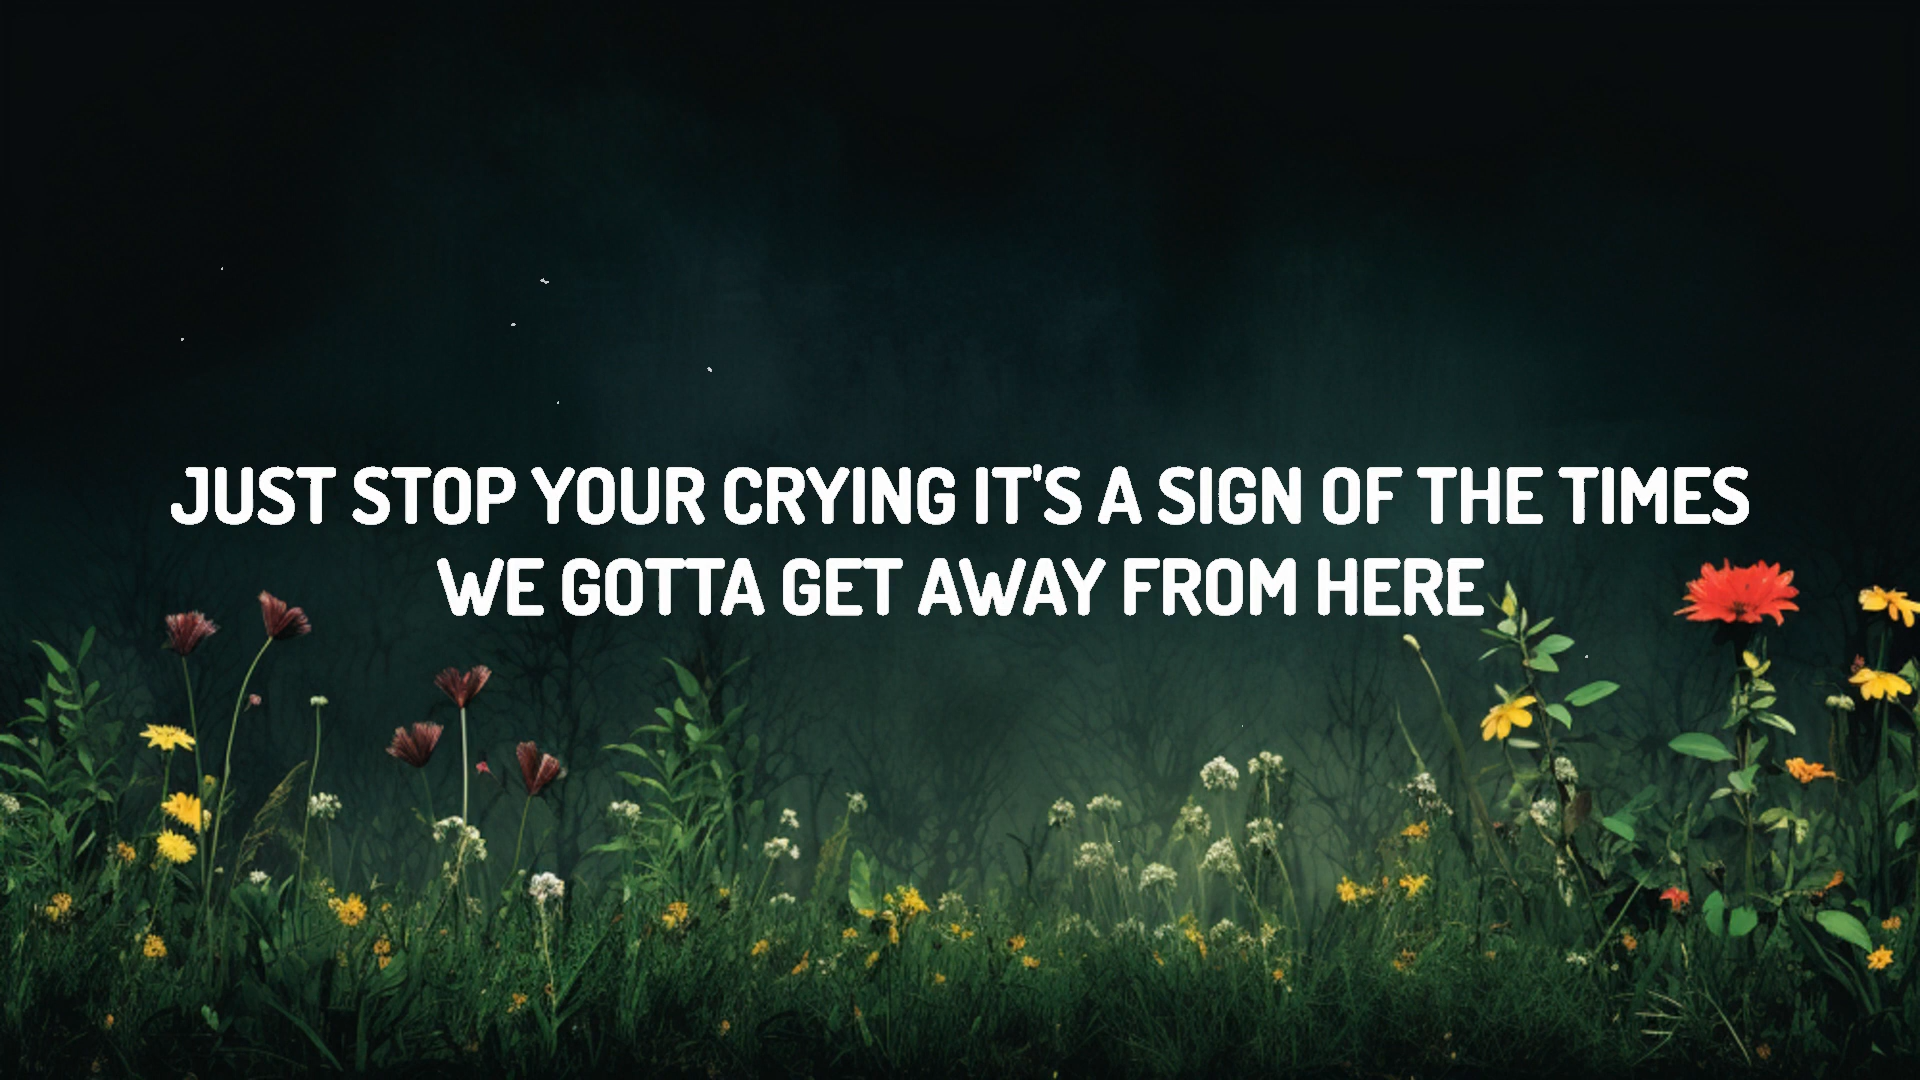 JUST STOP YOUR CRYING IT'S A SIGN OF THE TIMES
WE GOTTA GET AWAY FROM HERE